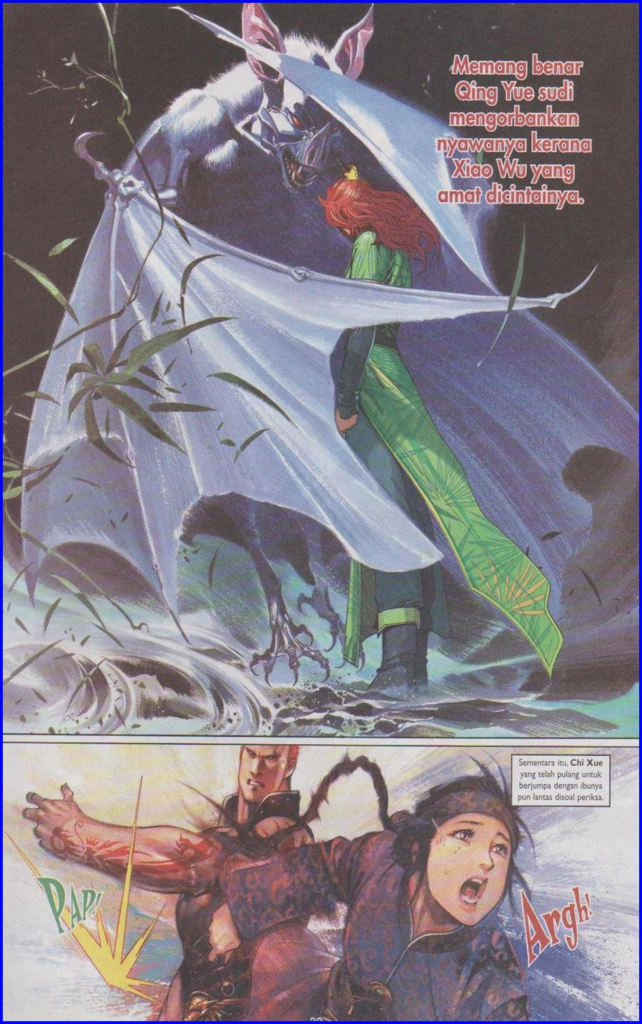 Memang benar
Qing Yue sudi
mengorbankan
nyawanya kerana
Xiao Wu yang
amat dicintainya.
Sementara itu, Chi Xue
yang telah pulang untuk
berjumpa dengan ibunya
pun lantas disoal periksa.
PAP!
Argh!